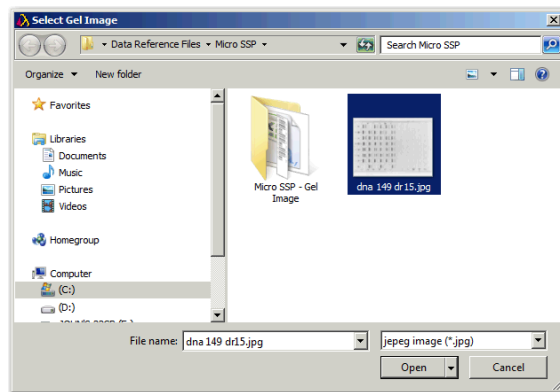 Select Gel Image
Data Reference Files
Micro SSP
Search Micro SSP
Organize
New folder
Favorites
Libraries
Documents
Music
Pictures
Videos
Homegroup
Computer
(C:)
(D:)
Micro SSP - Gel
Image
dna 149 dr15.jpg
File name:
dna 149 dr15.jpg
jepeg image (*.jpg)
Open
Cancel